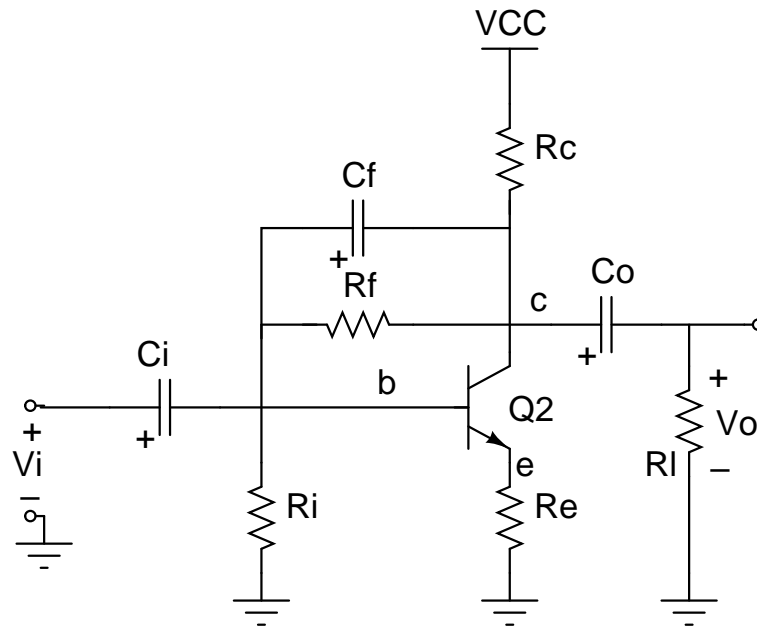 VCC
Rc
Cf
+
Rf
Co
c
+
Ci
b
+
Q2
+
Vi
−
e
+
Vo
−
Rl
Ri
Re